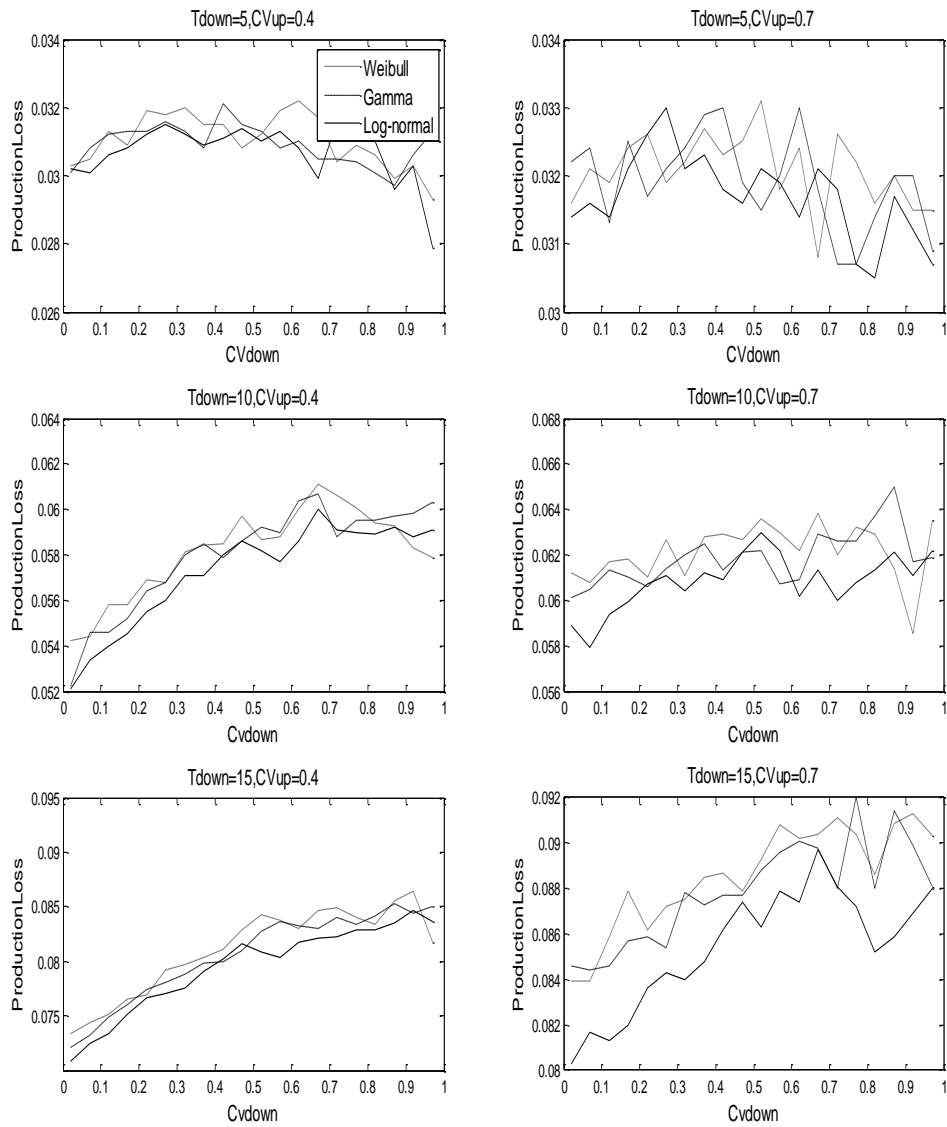 Tdown=5,CVup=0.4
0.034
0.032
0.03
0.028
0.026
ProductionLoss
Weibull
Gamma
Log-normal
0 0.1 0.2 0.3 0.4 0.5 0.6 0.7 0.8 0.9 1
CVdown
Tdown=5,CVup=0.7
0.034
0.033
0.032
0.031
0.03
ProductionLoss
0 0.1 0.2 0.3 0.4 0.5 0.6 0.7 0.8 0.9 1
CVdown
Tdown=10,CVup=0.4
0.064
0.062
0.06
0.058
0.056
0.054
0.052
ProductionLoss
0 0.1 0.2 0.3 0.4 0.5 0.6 0.7 0.8 0.9 1
Cvdown
Tdown=10,CVup=0.7
0.068
0.066
0.064
0.062
0.06
0.058
0.056
ProductionLoss
0 0.1 0.2 0.3 0.4 0.5 0.6 0.7 0.8 0.9 1
Cvdown
Tdown=15,CVup=0.4
0.095
0.09
0.085
0.08
0.075
ProductionLoss
0 0.1 0.2 0.3 0.4 0.5 0.6 0.7 0.8 0.9 1
Cvdown
Tdown=15,CVup=0.7
0.092
0.09
0.088
0.086
0.084
0.082
0.08
ProductionLoss
0 0.1 0.2 0.3 0.4 0.5 0.6 0.7 0.8 0.9 1
Cvdown